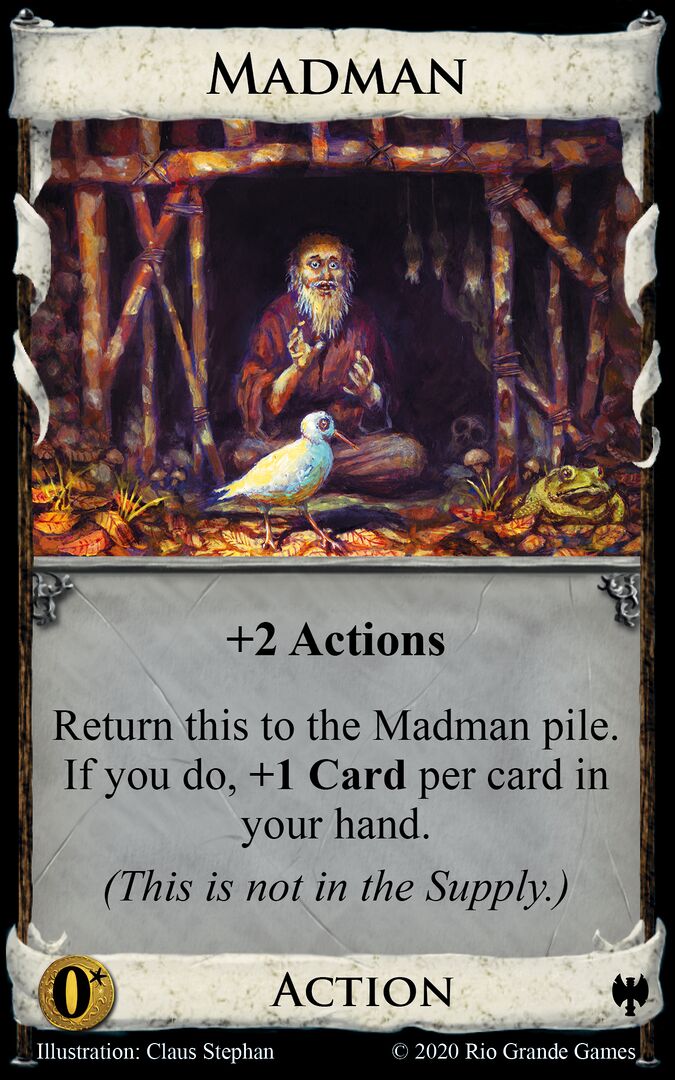 Madman
+2 Actions
Return this to the Madman pile.
If you do, +1 Card per card in
your hand.
(This is not in the Supply.)
0*
Action
Illustration: Claus Stephan
© 2020 Rio Grande Games